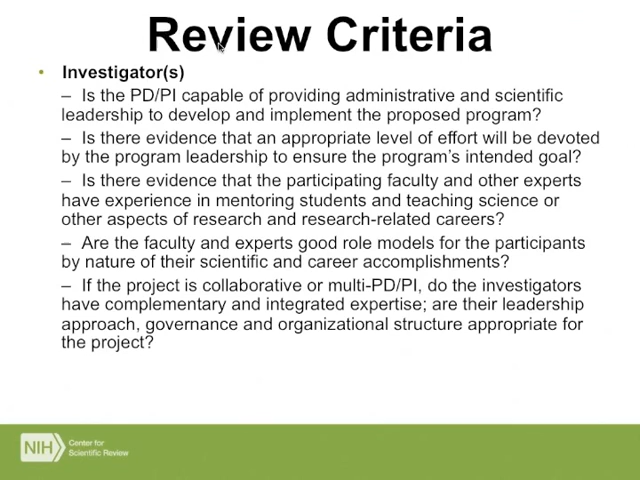 Review Criteria
• Investigator(s)
– Is the PD/PI capable of providing administrative and scientific
leadership to develop and implement the proposed program?
– Is there evidence that an appropriate level of effort will be devoted
by the program leadership to ensure the program's intended goal?
– Is there evidence that the participating faculty and other experts
have experience in mentoring students and teaching science or
other aspects of research and research-related careers?
– Are the faculty and experts good role models for the participants
by nature of their scientific and career accomplishments?
– If the project is collaborative or multi-PD/PI, do the investigators
have complementary and integrated expertise; are their leadership
approach, governance and organizational structure appropriate for
the project?
NIH
Center for
Scientific Review